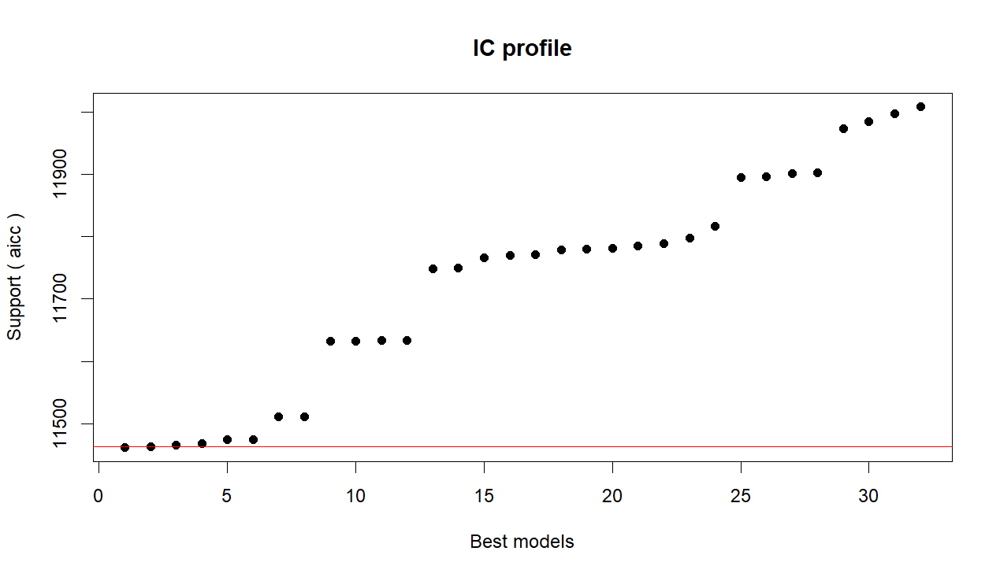 IC profile
Support ( aicc )
11900
11700
11500
0 5 10 15 20 25 30
Best models